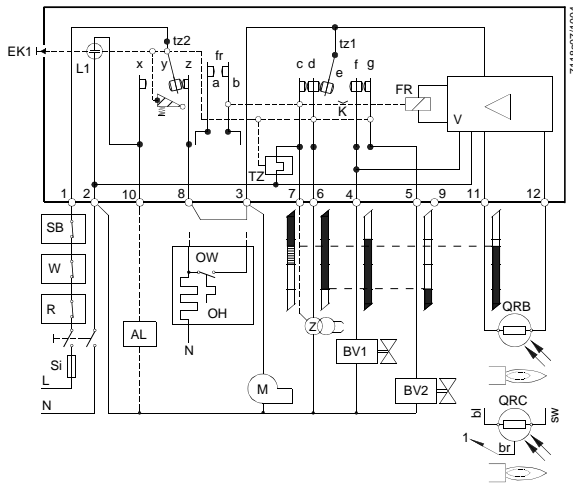 tz2
tz1
EK1
L1
x
y
z
fr
a
b
c
d
e
f
g
K
FR
V
M
TZ
1
2
10
8
3
7
6
4
5
9
11
12
SB
W
R
Si
L
N
AL
OW
OH
N
M
Z
BV1
BV2
QRB
QRC
bl
sw
br
1